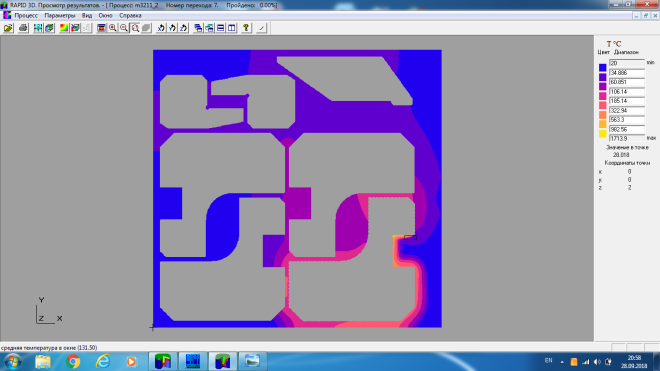 RAPID 3D. Просмотр результатов. - [ Процесс: m3211_2 Номер перехода 7. Пройдено: 0.00%]
Процесс Параметры Вид Окно Справка
T °C
Цвет Диапазон
20 min
34.886
60.851
106.14
185.14
322.94
563.3
982.56
1713.9 max
Значение в точке
28.018
Координаты точки
x 0
y 0
z 2
Y
Z X
средняя температура в окне (131.50)
EN 20:58
28.09.2018